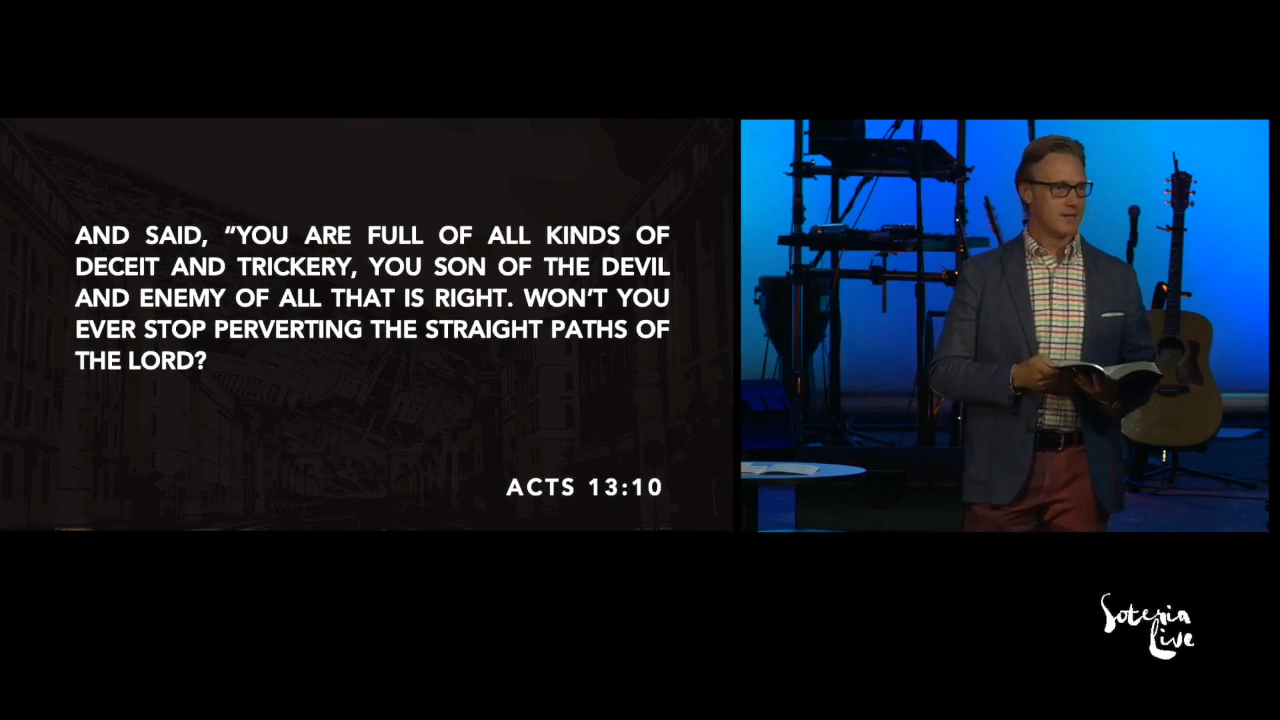 AND SAID, “YOU ARE FULL OF ALL KINDS OF
DECEIT AND TRICKERY, YOU SON OF THE DEVIL
AND ENEMY OF ALL THAT IS RIGHT. WON’T YOU
EVER STOP PERVERTING THE STRAIGHT PATHS OF
THE LORD?
ACTS 13:10
Soteria
Live